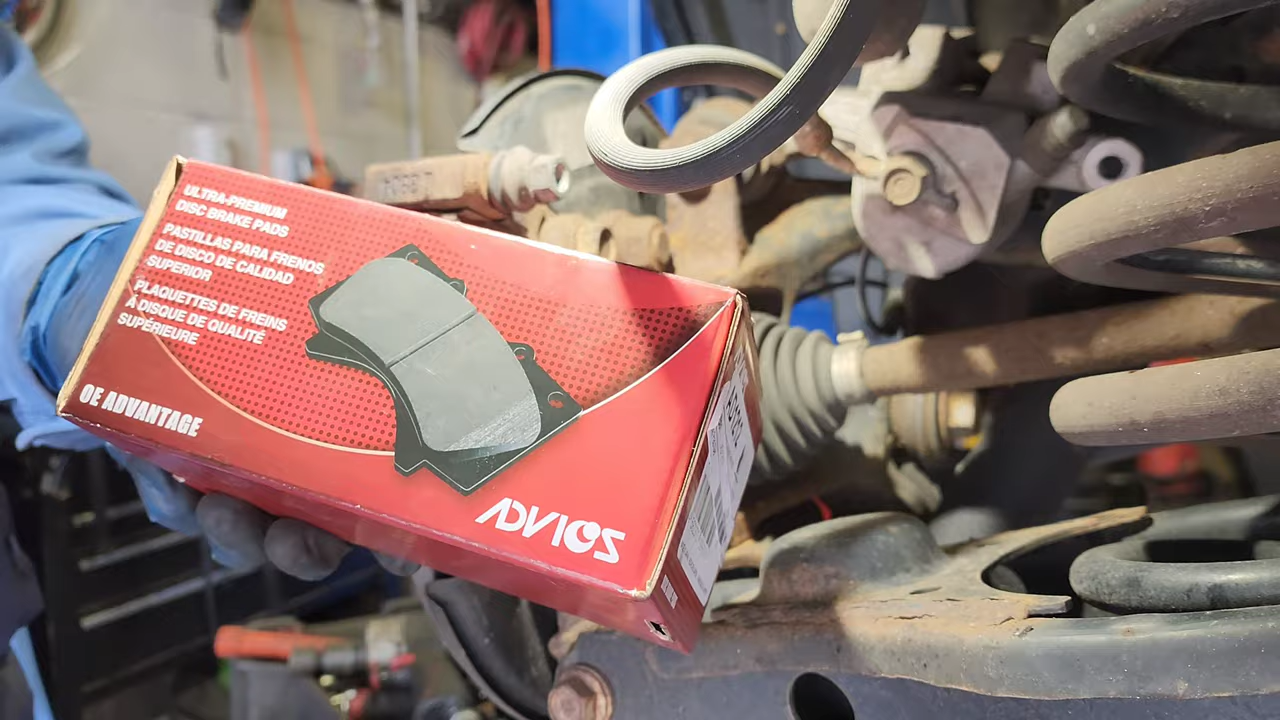 ULTRA-PREMIUM
DISC BRAKE PADS
PASTILLAS PARA FRENOS
DE DISCO DE CALIDAD
SUPERIOR
PLAQUETTES DE FREINS
À DISQUE DE QUALITÉ
SUPÉRIEURE
OE ADVANTAGE
ADVICS